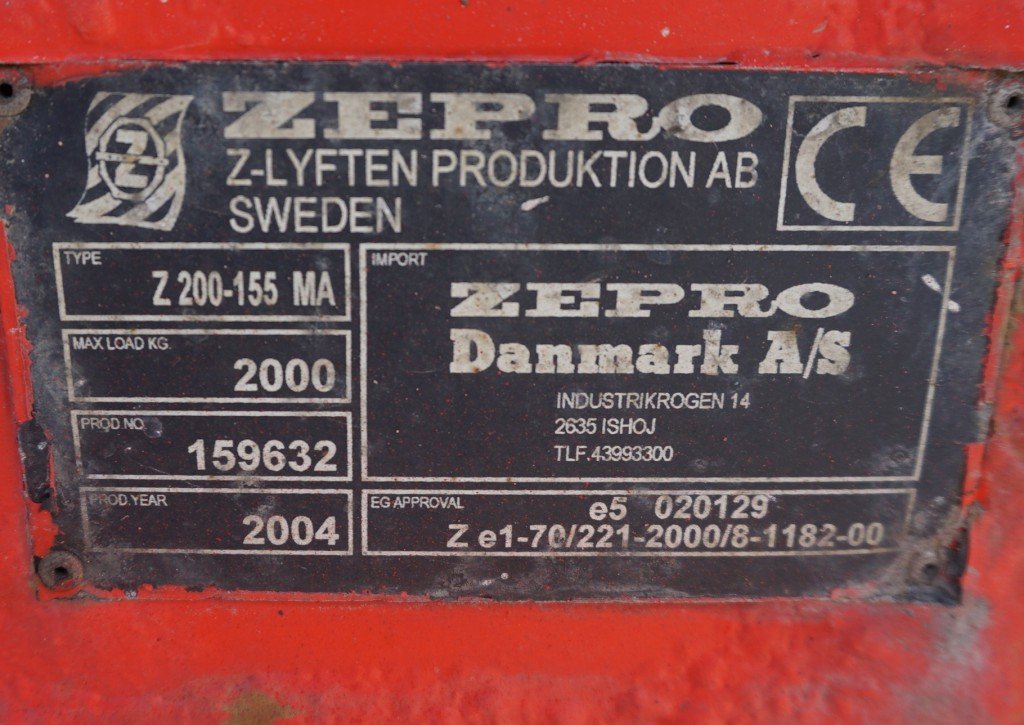 Z
ZEPRO
Z-LYFTEN PRODUKTION AB
SWEDEN
CE
TYPE
Z 200-155 MA
MAX LOAD KG.
2000
PROD.NO.
159632
PROD.YEAR
2004
IMPORT
ZEPRO
Danmark A/S
INDUSTRIKROGEN 14
2635 ISHOJ
TLF.43993300
EG APPROVAL
e5 020129
Z e1-70/221-2000/8-1182-00